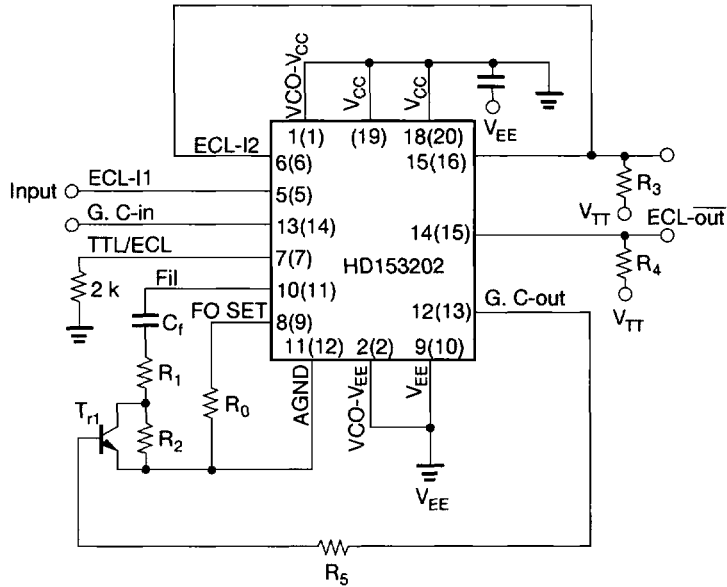 VCO-VCC
VCC
VCC
VEE
1(1)
(19)
18(20)
ECL-I2
6(6)
15(16)
Input
ECL-I1
5(5)
R3
VTT
G. C-in
13(14)
14(15)
ECL-out
TTL/ECL
7(7)
HD153202
R4
2 k
Fil
10(11)
G. C-out
VTT
Cf
FO SET
8(9)
12(13)
11(12)
2(2)
9(10)
R1
AGND
VCO-VEE
VEE
Tr1
R2
R0
VEE
R5